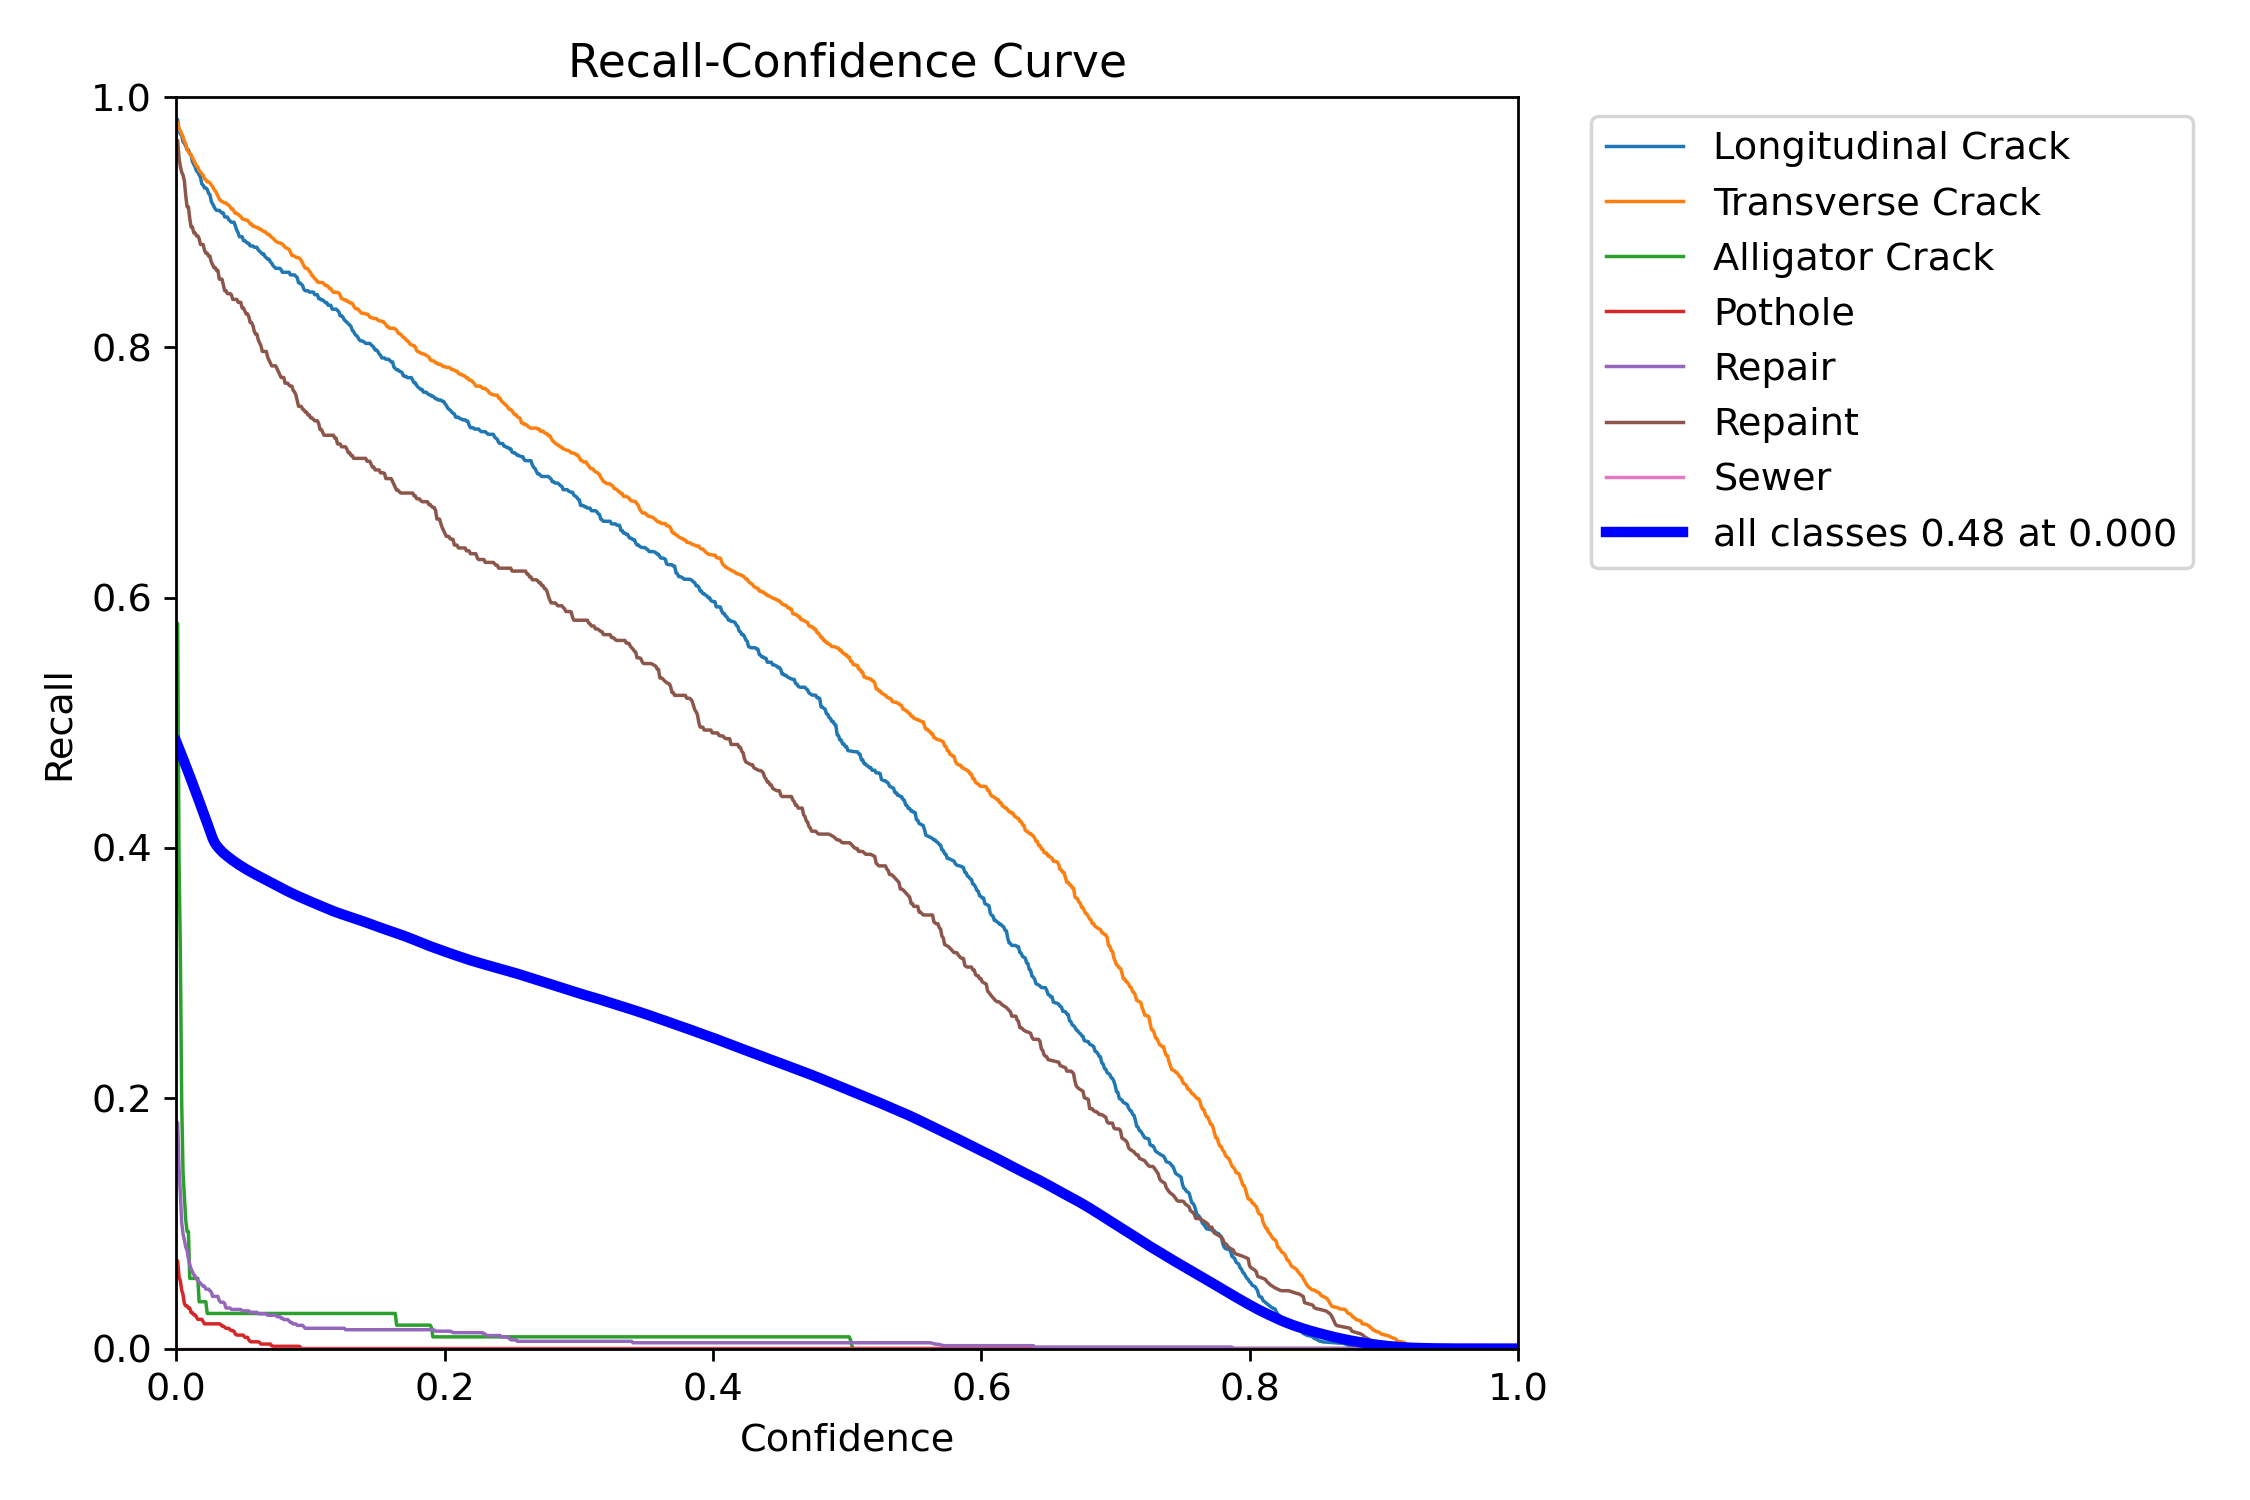 Recall-Confidence Curve
1.0
0.8
0.6
0.4
0.2
0.0
Recall
0.0 0.2 0.4 0.6 0.8 1.0
Confidence
Longitudinal Crack
Transverse Crack
Alligator Crack
Pothole
Repair
Repaint
Sewer
all classes 0.48 at 0.000